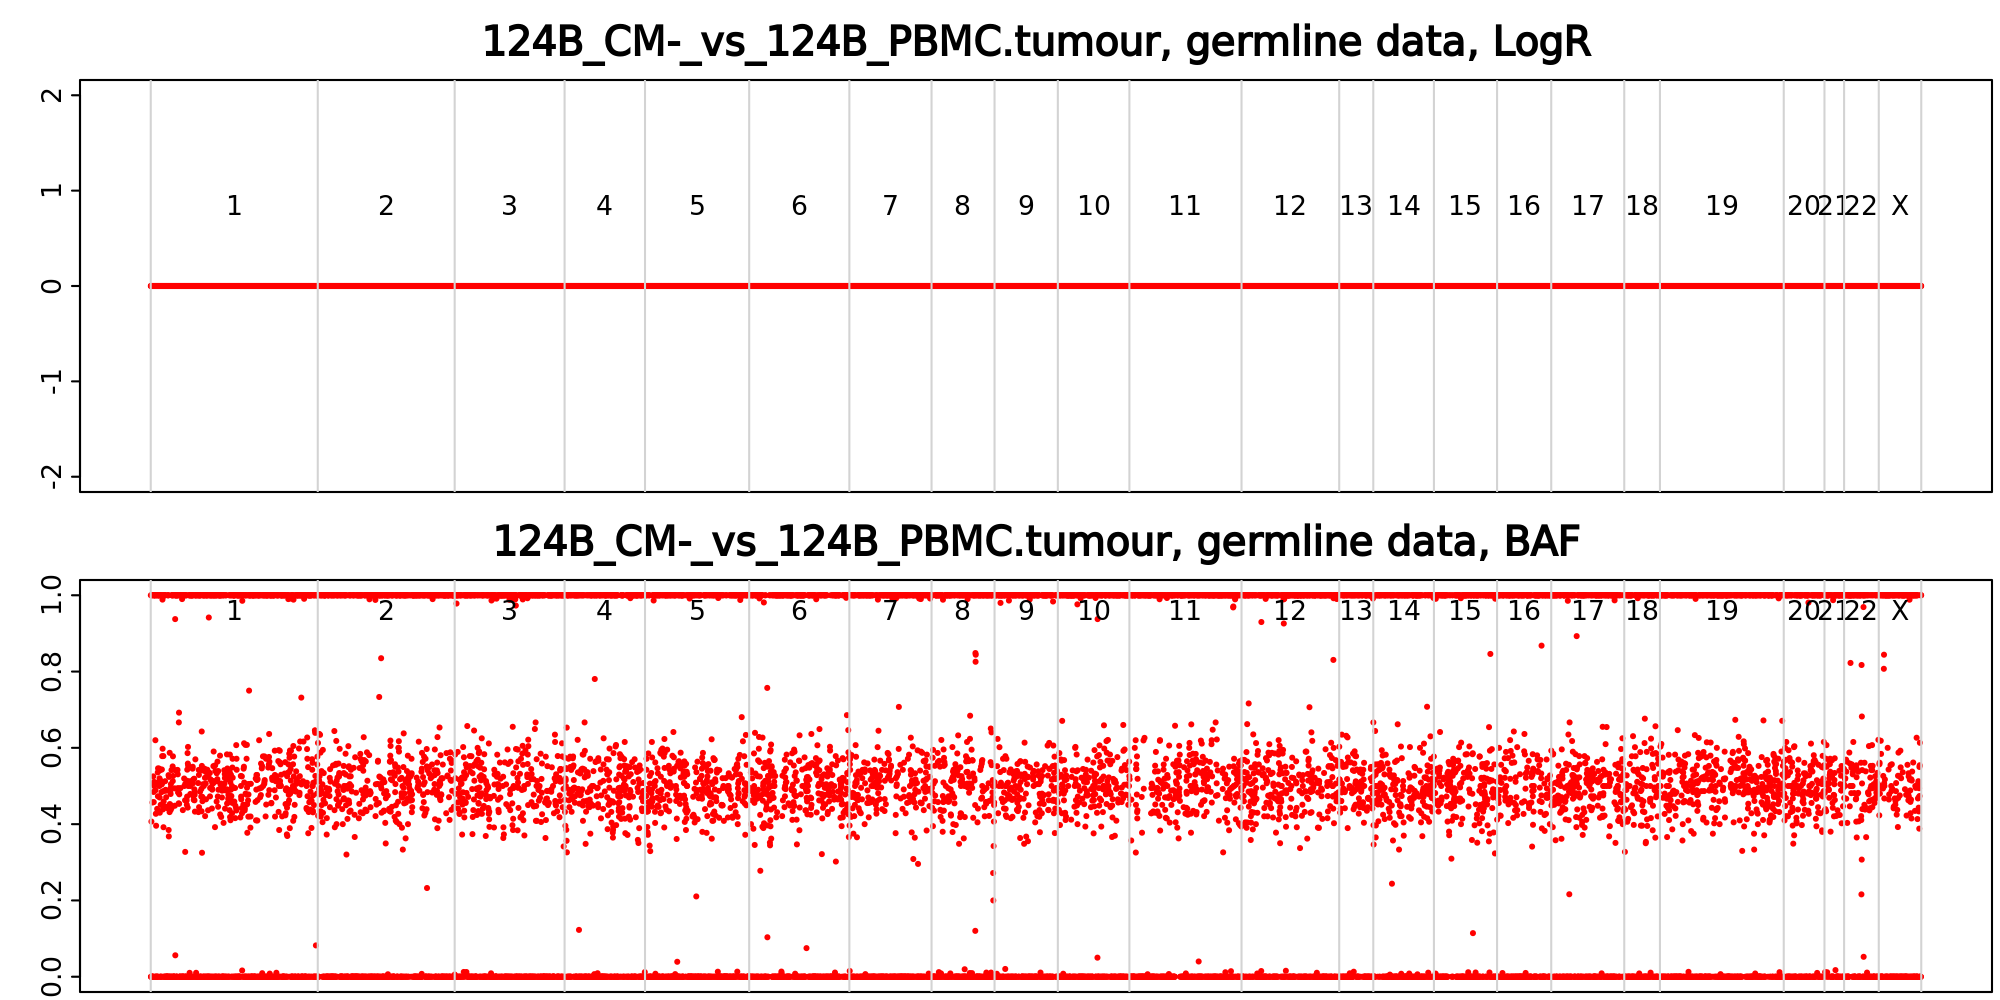 124B_CM-_vs_124B_PBMC.tumour, germline data, LogR
2
1
0
-1
-2
1 2 3 4 5 6 7 8 9 10 11 12 13 14 15 16 17 18 19 20 21 22 X
124B_CM-_vs_124B_PBMC.tumour, germline data, BAF
1.0
0.8
0.6
0.4
0.2
0.0
1 2 3 4 5 6 7 8 9 10 11 12 13 14 15 16 17 18 19 20 21 22 X